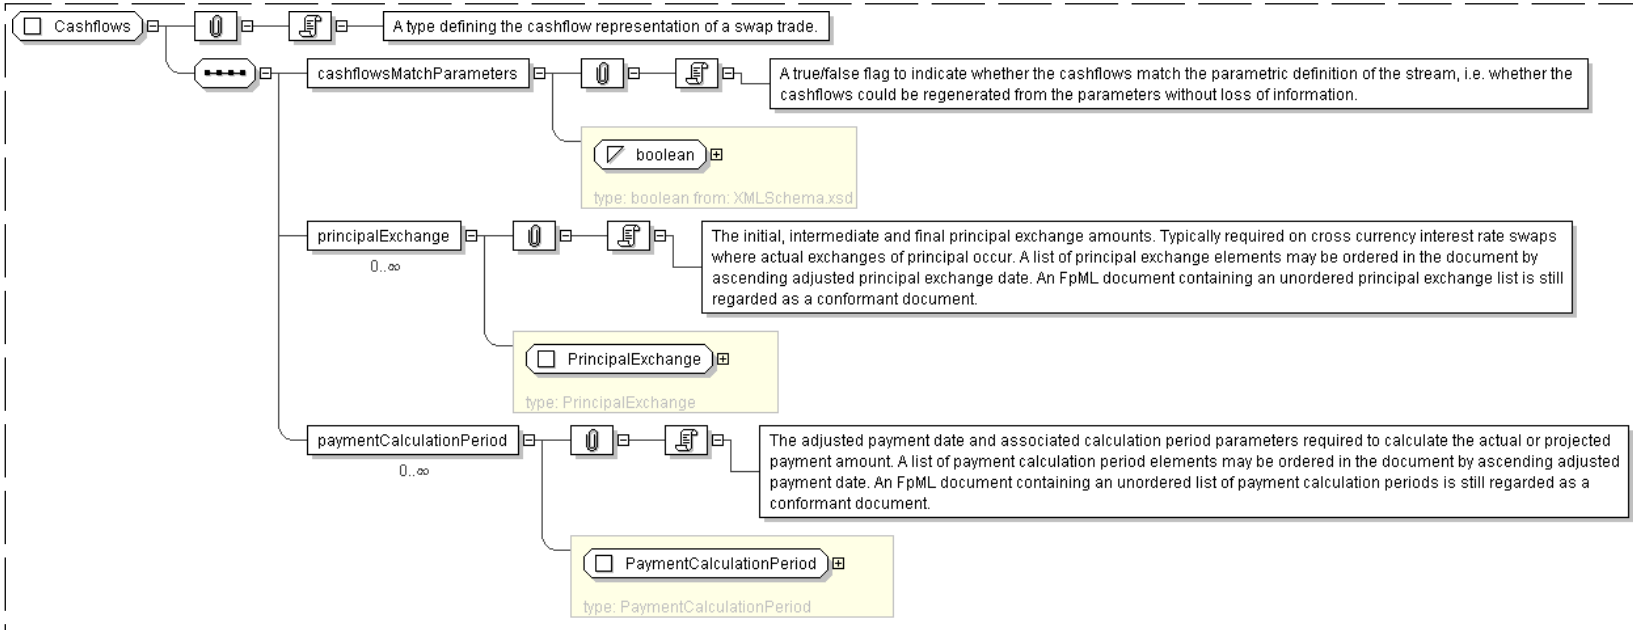 Cashflows
A type defining the cashflow representation of a swap trade.
cashflowsMatchParameters
A true/false flag to indicate whether the cashflows match the parametric definition of the stream, i.e. whether the
cashflows could be regenerated from the parameters without loss of information.
boolean
type: boolean from: XMLSchema.xsd
principalExchange
0..∞
The initial, intermediate and final principal exchange amounts. Typically required on cross currency interest rate swaps
where actual exchanges of principal occur. A list of principal exchange elements may be ordered in the document by
ascending adjusted principal exchange date. An FpML document containing an unordered principal exchange list is still
regarded as a conformant document.
PrincipalExchange
type: PrincipalExchange
paymentCalculationPeriod
0..∞
The adjusted payment date and associated calculation period parameters required to calculate the actual or projected
payment amount. A list of payment calculation period elements may be ordered in the document by ascending adjusted
payment date. An FpML document containing an unordered list of payment calculation periods is still regarded as a
conformant document.
PaymentCalculationPeriod
type: PaymentCalculationPeriod